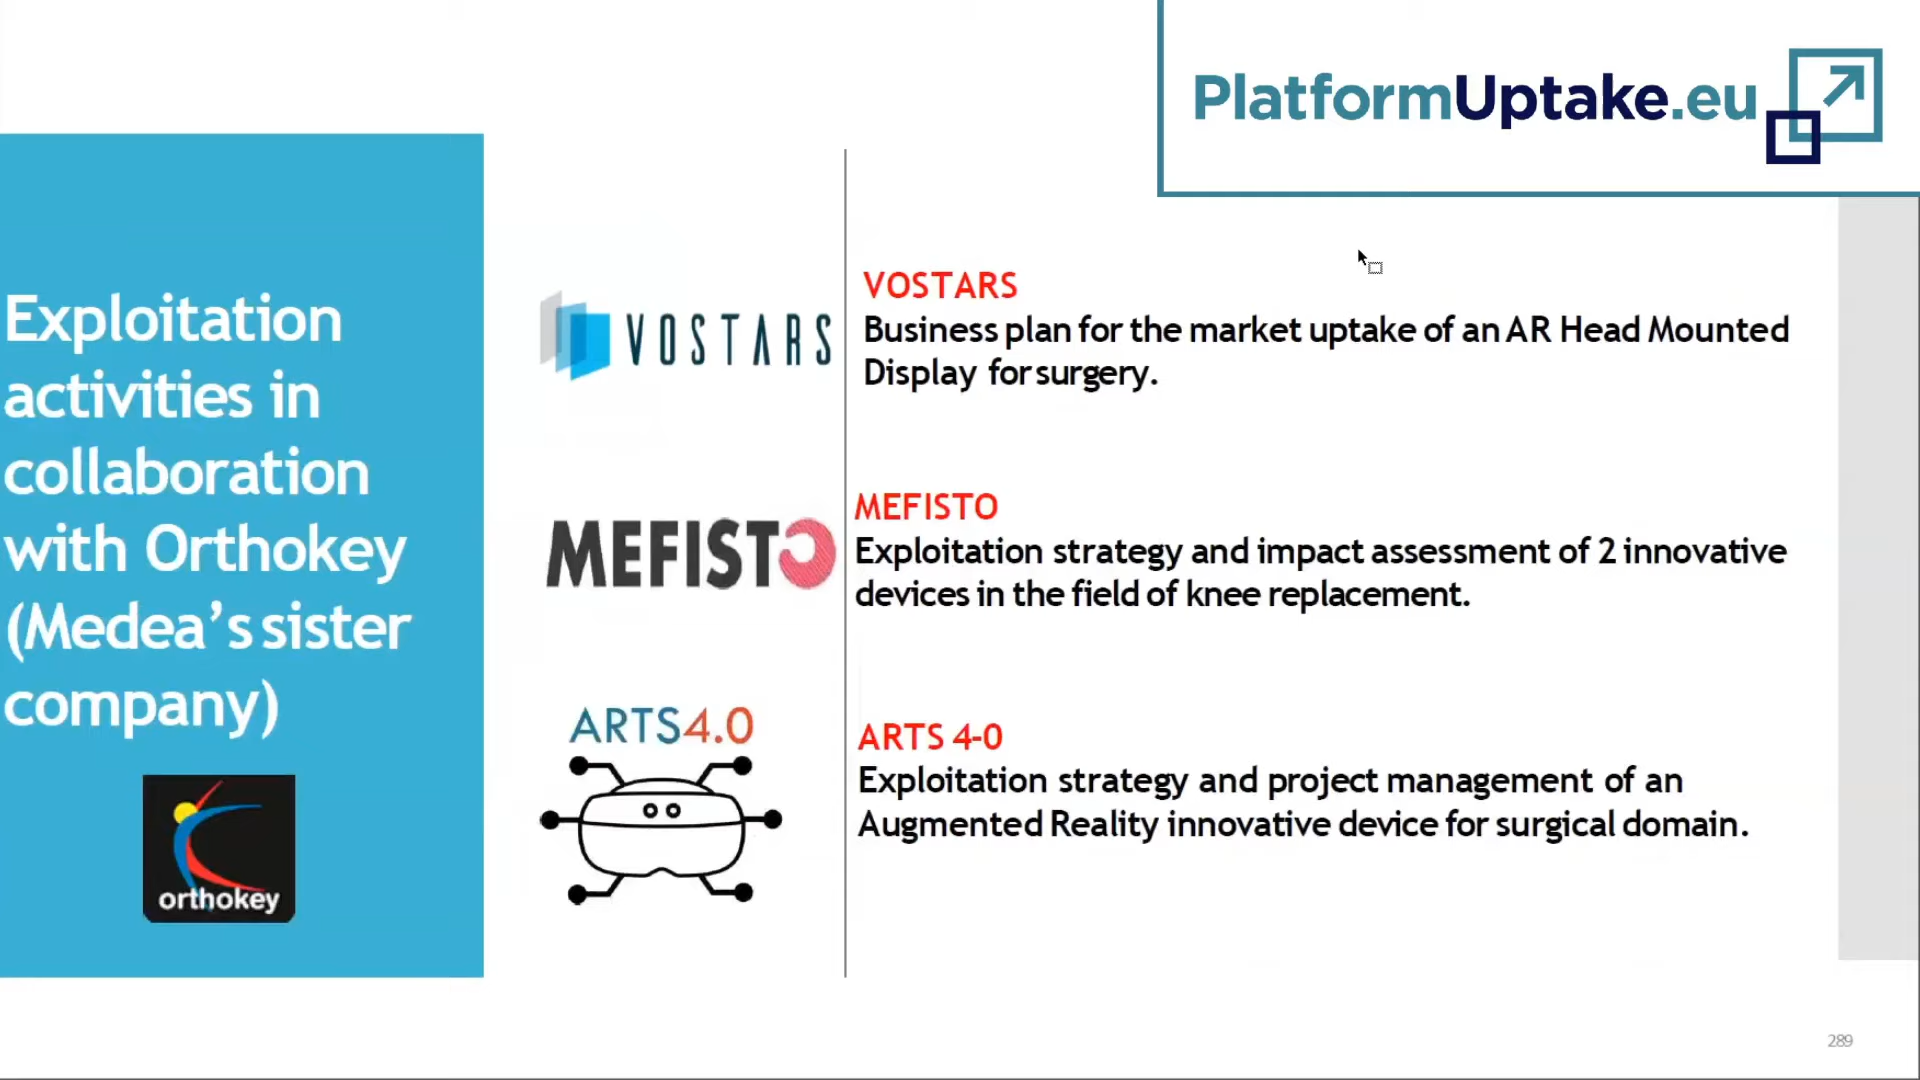 PlatformUptake.eu
Exploitation
activities in
collaboration
with Orthokey
(Medea’s sister
company)
orthokey
VOSTARS
VOSTARS
Business plan for the market uptake of an AR Head Mounted
Display for surgery.
MEFISTO
MEFISTO
Exploitation strategy and impact assessment of 2 innovative
devices in the field of knee replacement.
ARTS4.0
ARTS 4-0
Exploitation strategy and project management of an
Augmented Reality innovative device for surgical domain.
289